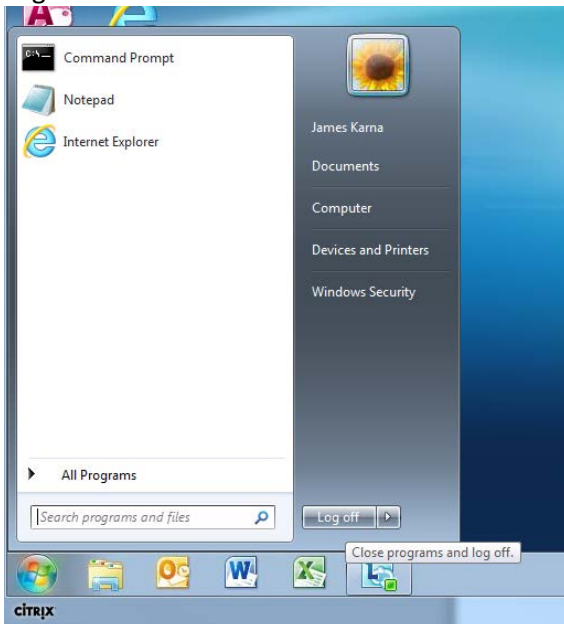 C:\
Command Prompt
Notepad
Internet Explorer
James Karna
Documents
Computer
Devices and Printers
Windows Security
All Programs
Search programs and files
Log off
Close programs and log off.
CITRIX